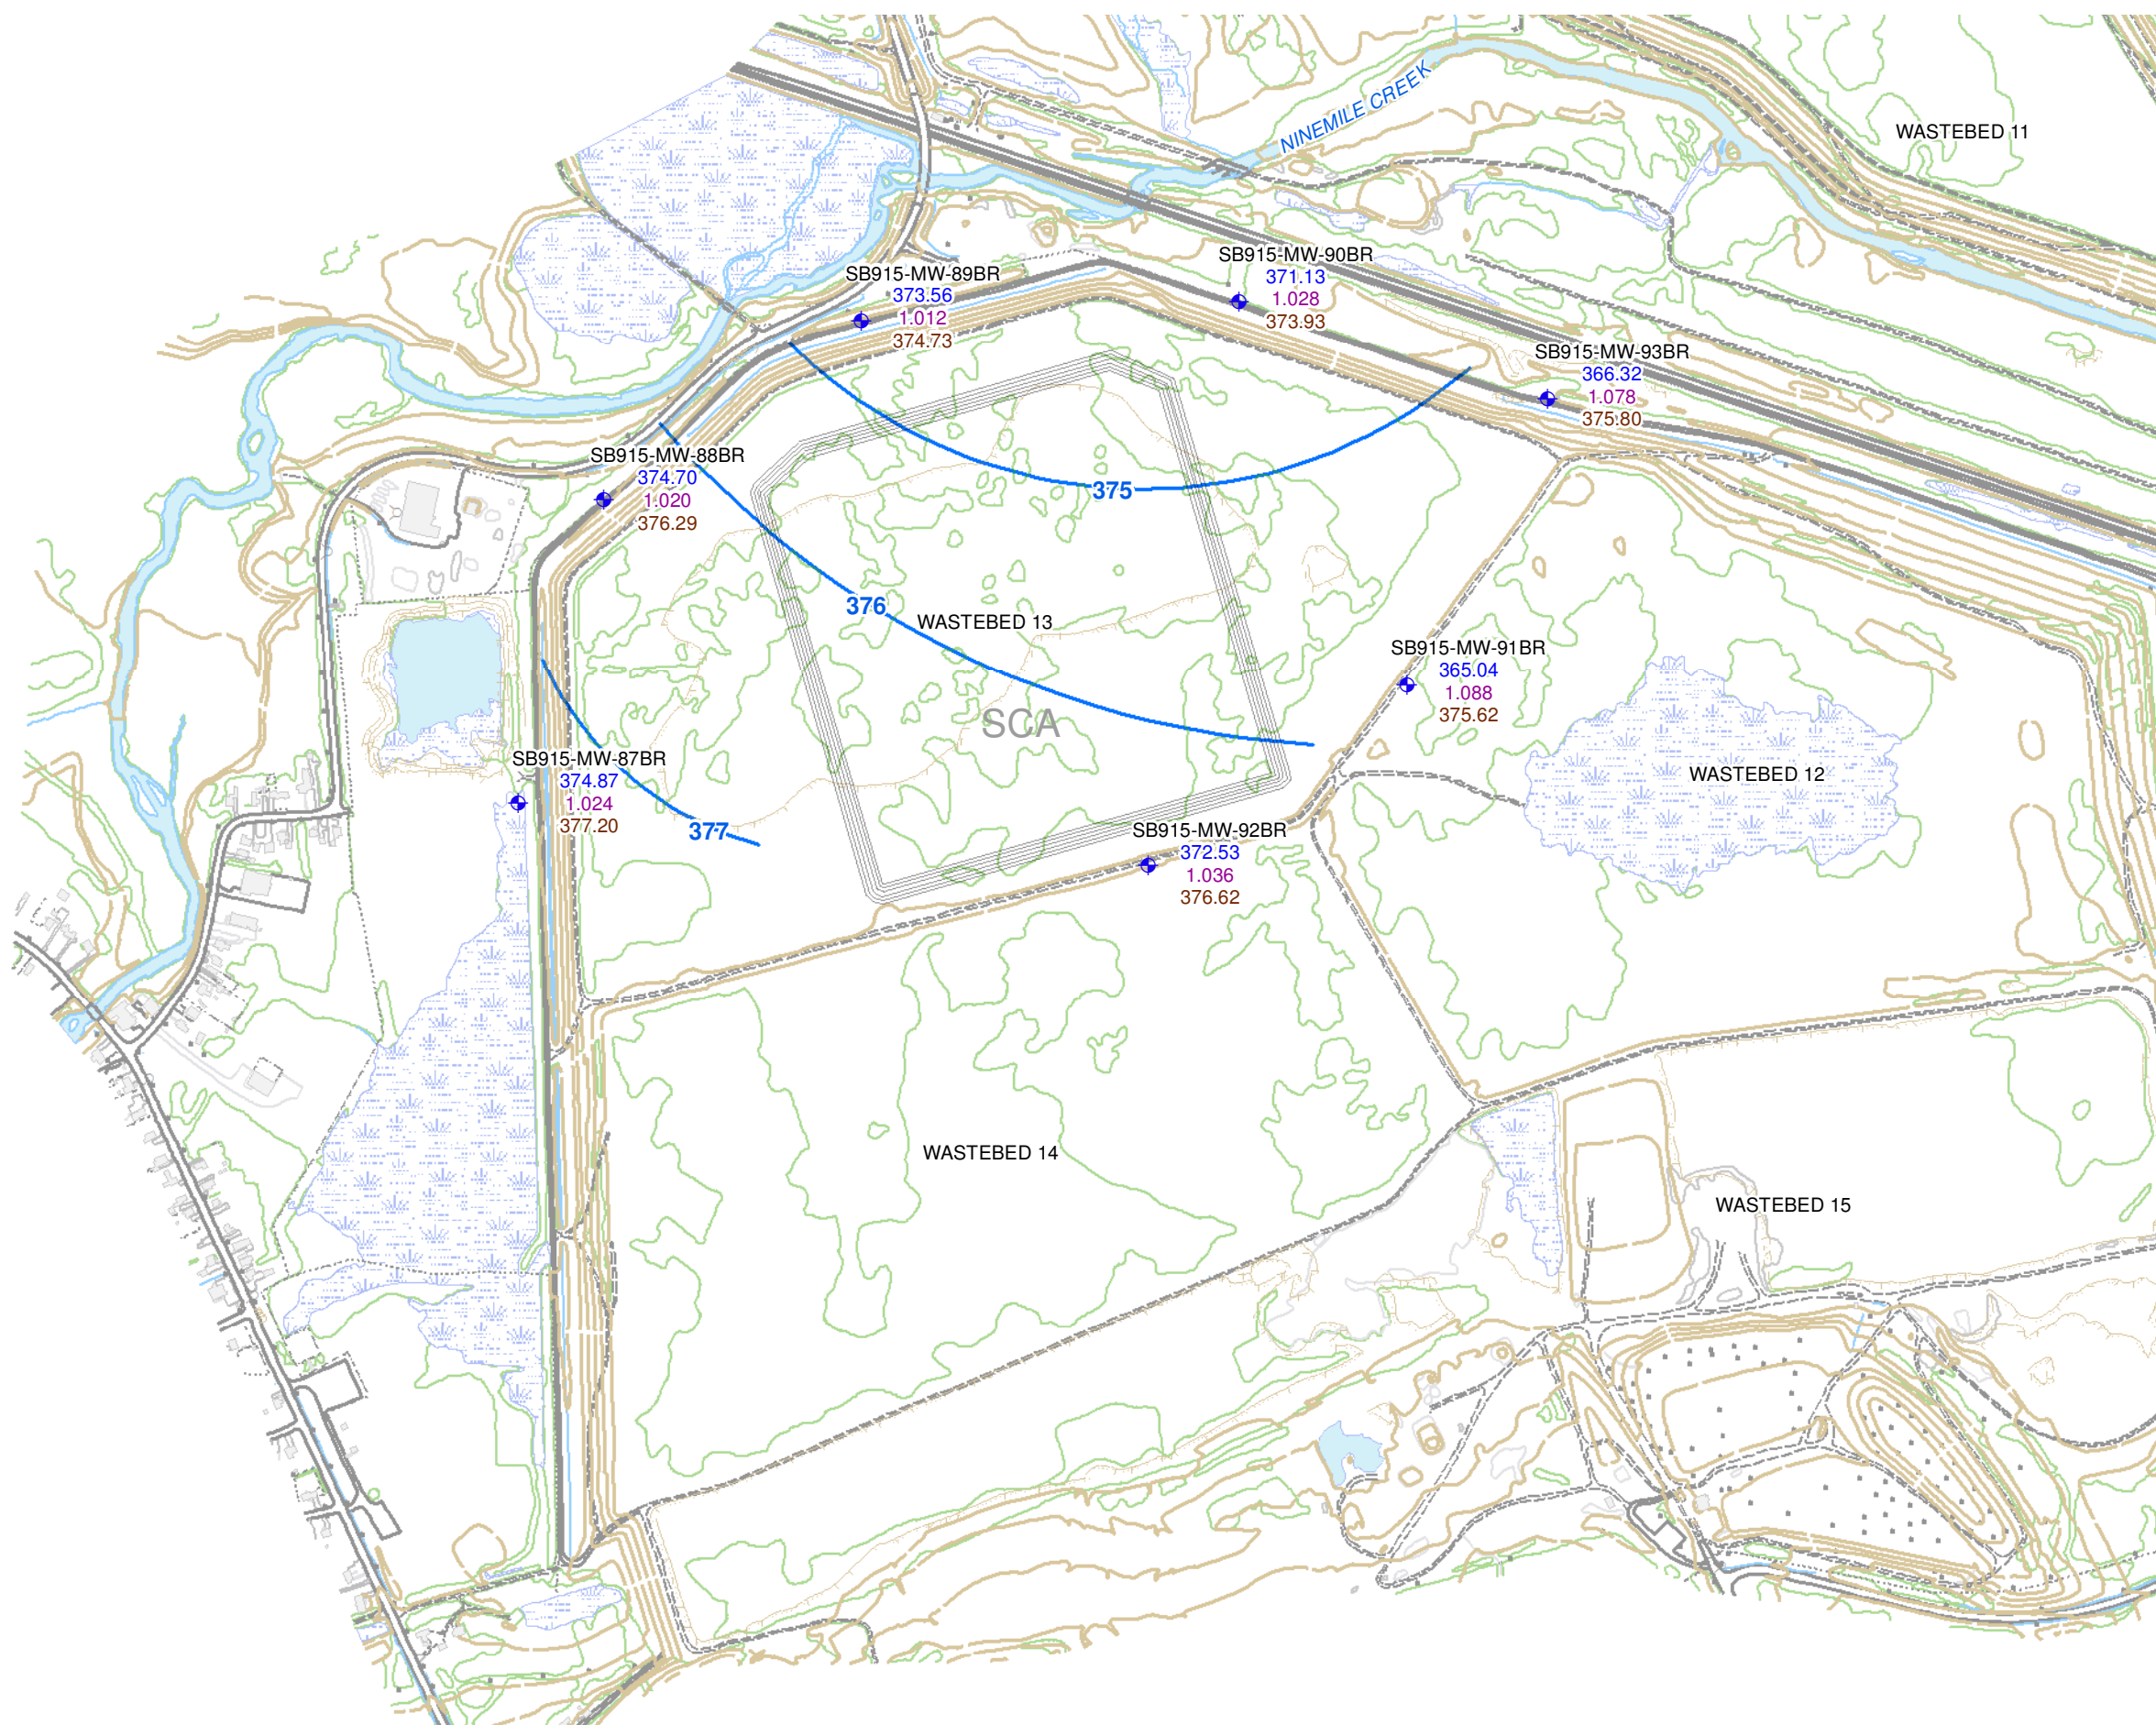 NINEMILE CREEK
WASTEBED 11
SB915-MW-90BR
371.13
1.028
373.93
SB915-MW-89BR
373.56
1.012
374.73
SB915-MW-93BR
366.32
1.078
375.80
SB915-MW-88BR
374.70
1.020
376.29
375
376
WASTEBED 13
SB915-MW-91BR
365.04
1.088
375.62
SCA
SB915-MW-87BR
374.87
1.024
377.20
WASTEBED 12
377
SB915-MW-92BR
372.53
1.036
376.62
WASTEBED 14
WASTEBED 15